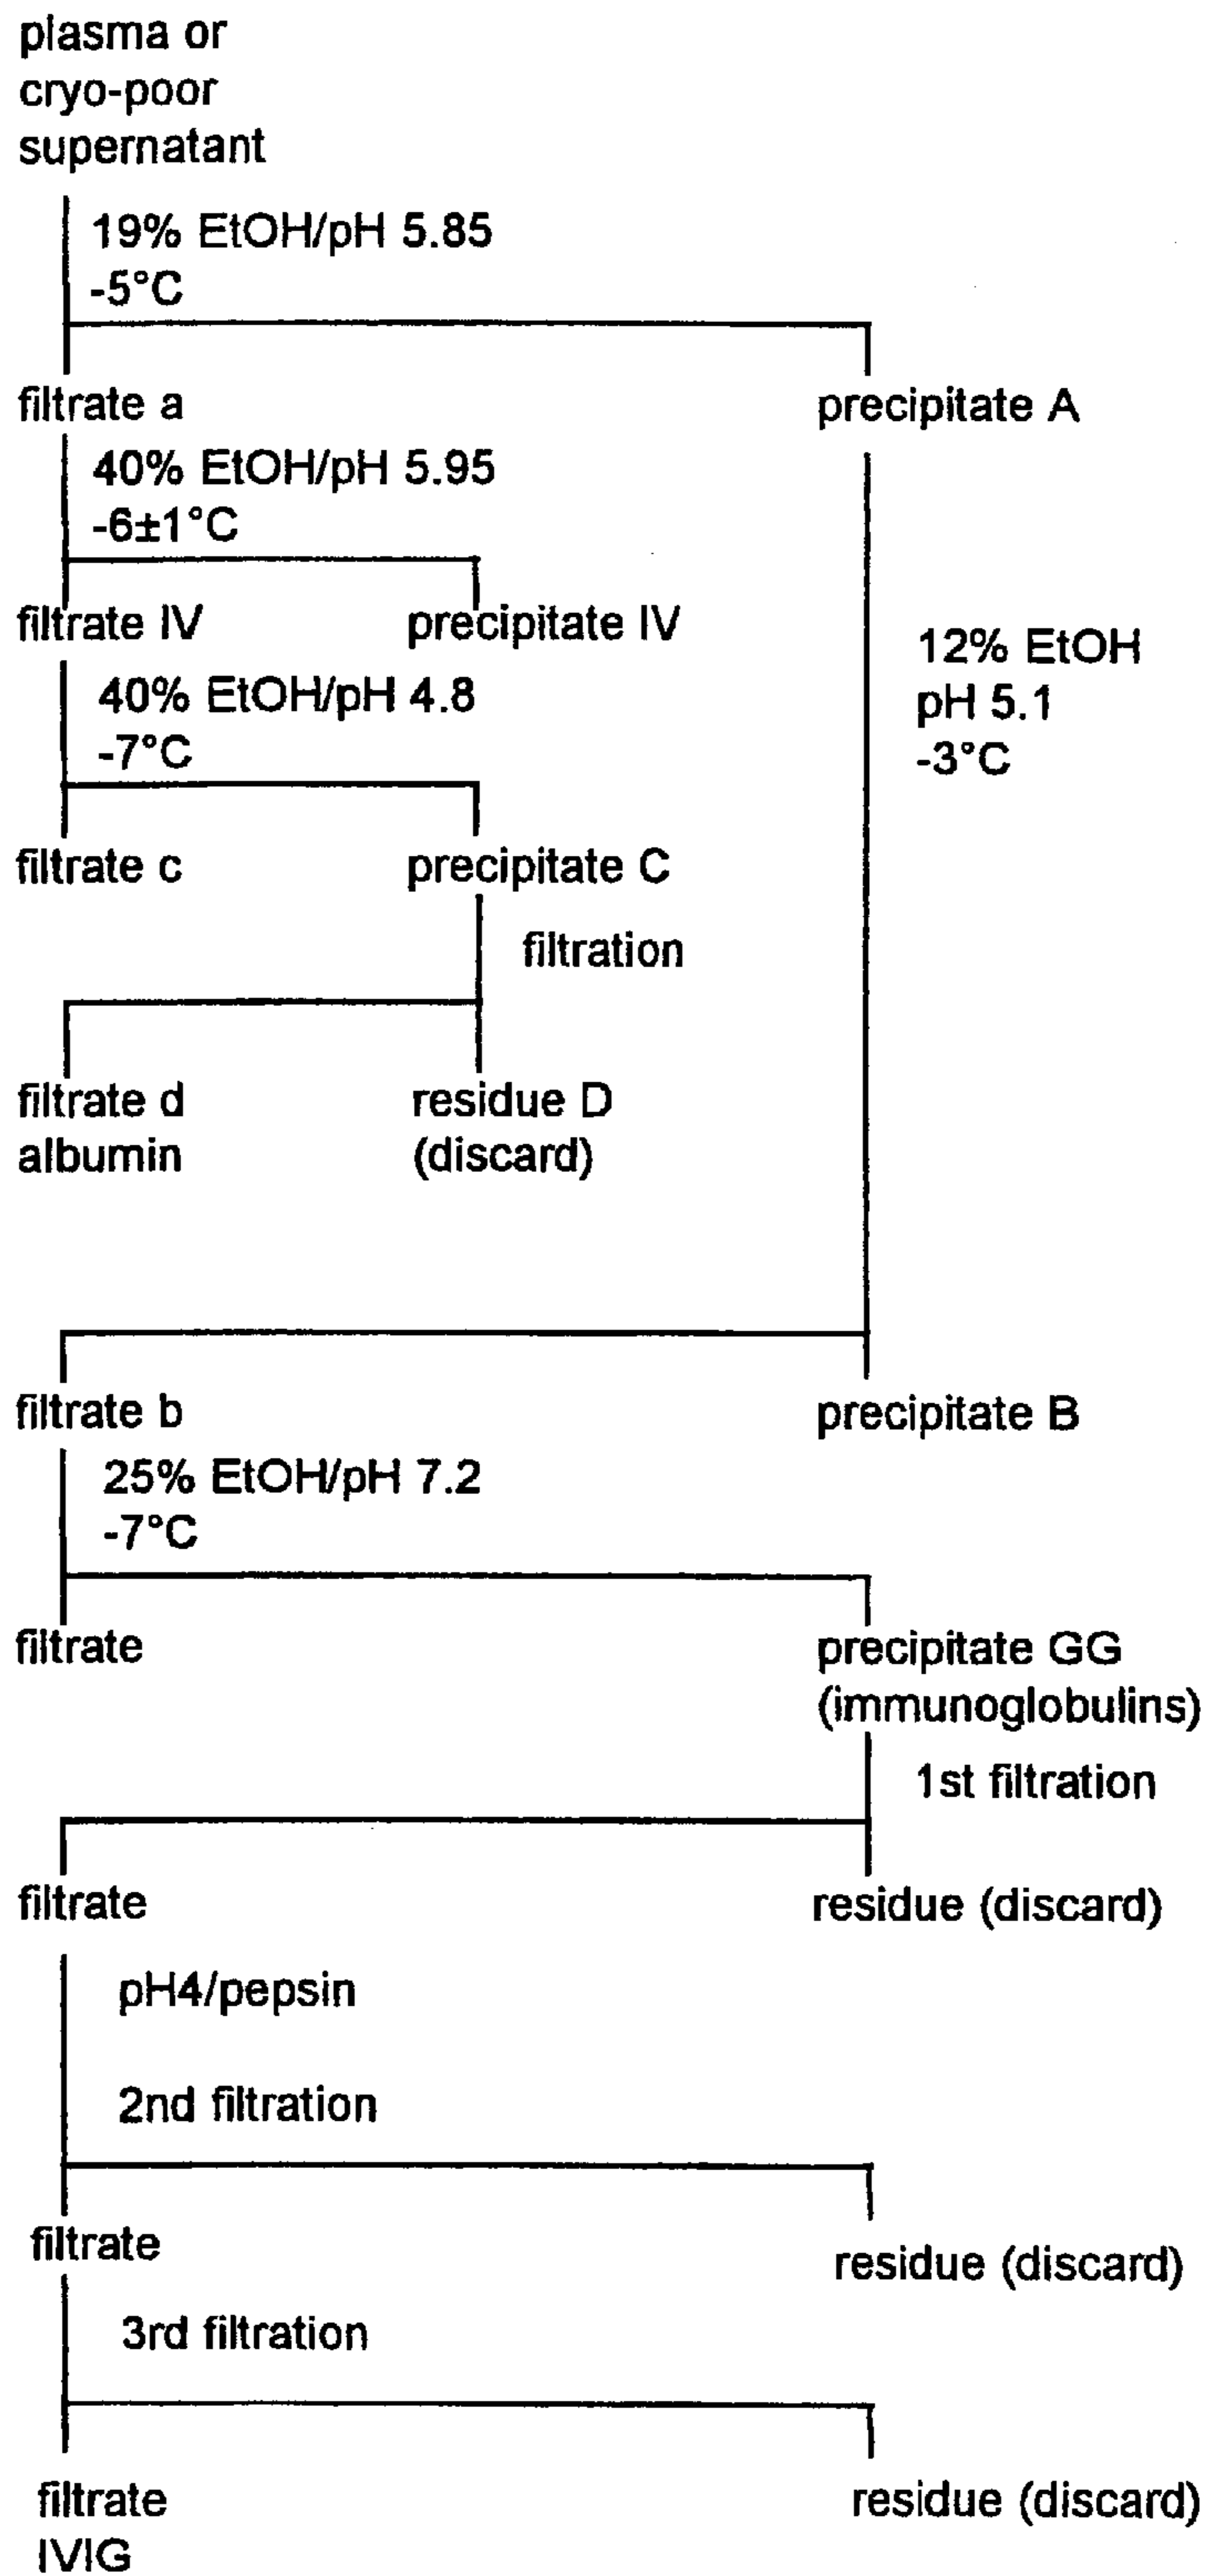 plasma or
cryo-poor
supernatant
19% EtOH/pH 5.85
-5°C
filtrate a
precipitate A
40% EtOH/pH 5.95
-6±1°C
filtrate IV
precipitate IV
12% EtOH
pH 5.1
-3°C
40% EtOH/pH 4.8
-7°C
filtrate c
precipitate C
filtration
filtrate d
albumin
residue D
(discard)
filtrate b
precipitate B
25% EtOH/pH 7.2
-7°C
filtrate
precipitate GG
(immunoglobulins)
1st filtration
filtrate
residue (discard)
pH4/pepsin
2nd filtration
filtrate
residue (discard)
3rd filtration
filtrate
IVIG
residue (discard)